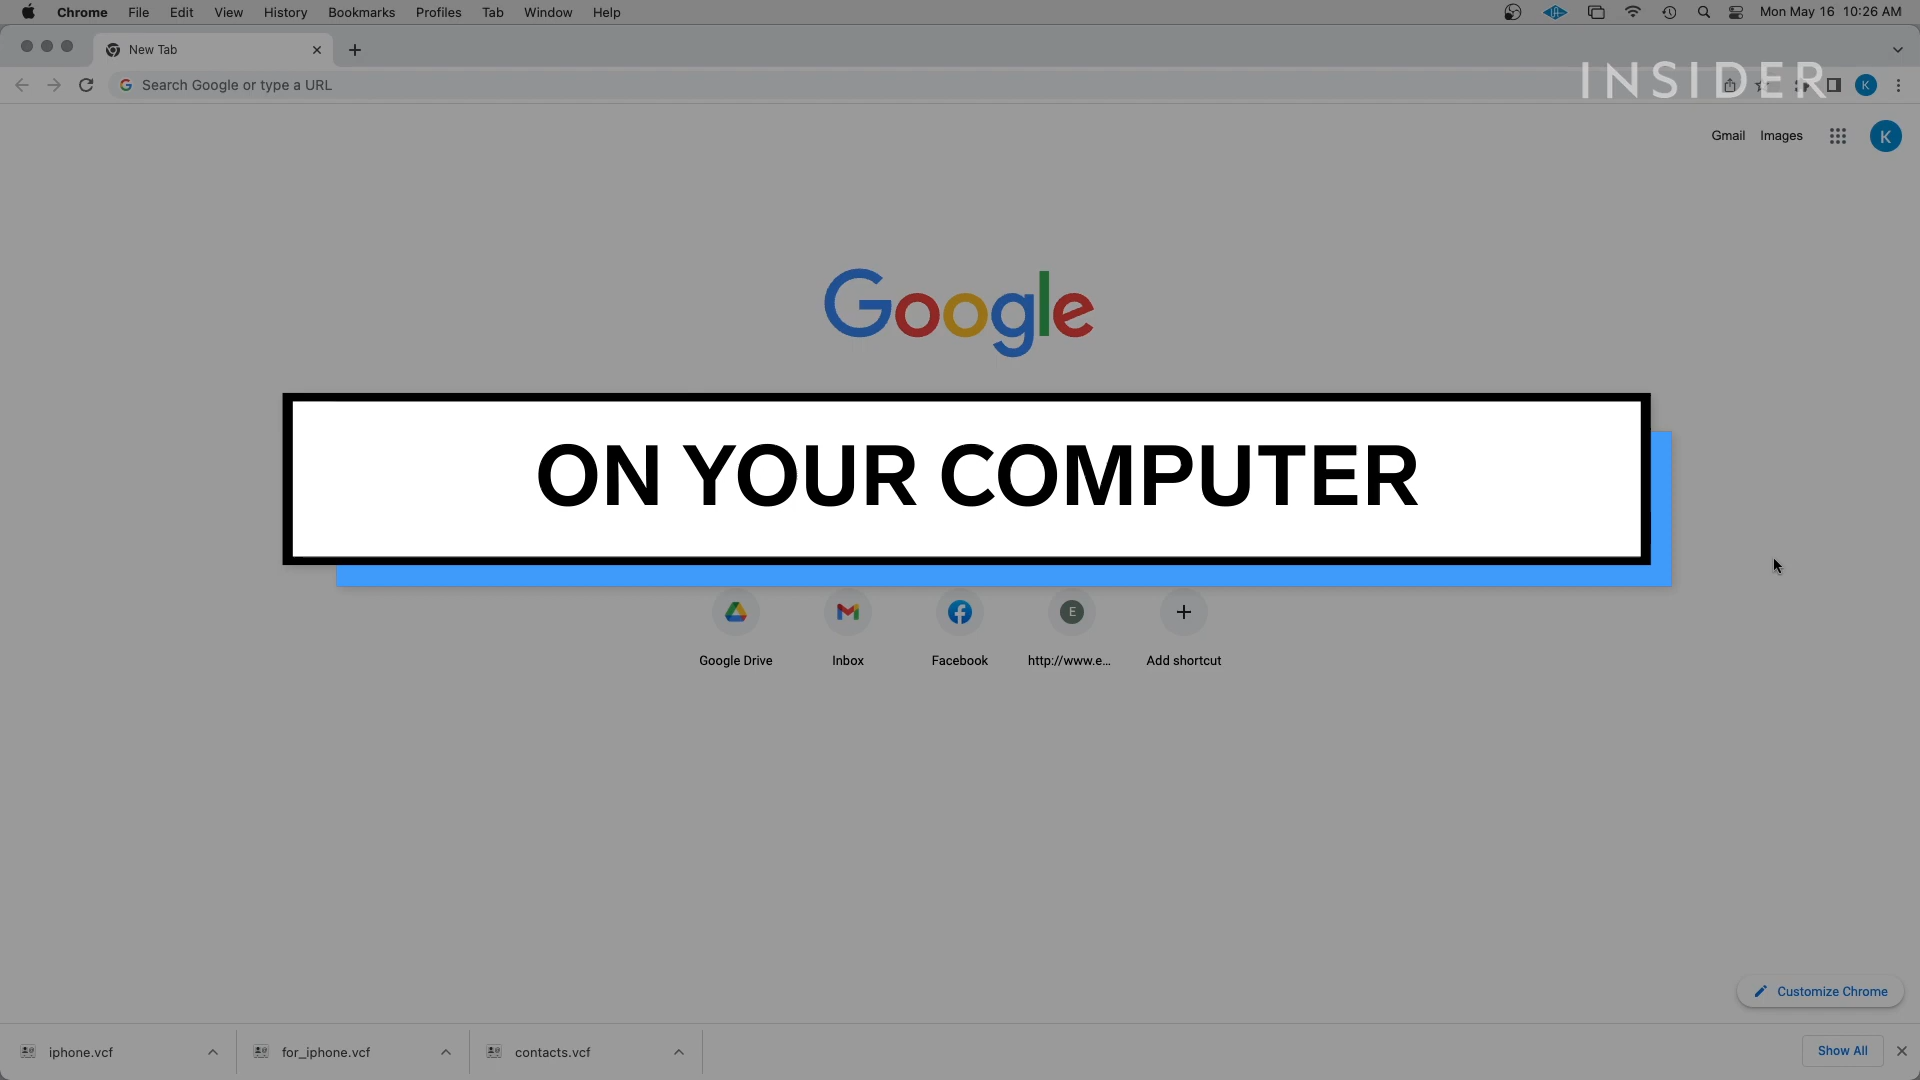 Chrome File Edit View History Bookmarks Profiles Tab Window Help Mon May 16 10:26 AM
New Tab
Search Google or type a URL K
INSIDER
Gmail Images K
Google
ON YOUR COMPUTER
E
Google Drive Inbox Facebook http://www.e... Add shortcut
Customize Chrome
iphone.vcf for_iphone.vcf contacts.vcf Show All